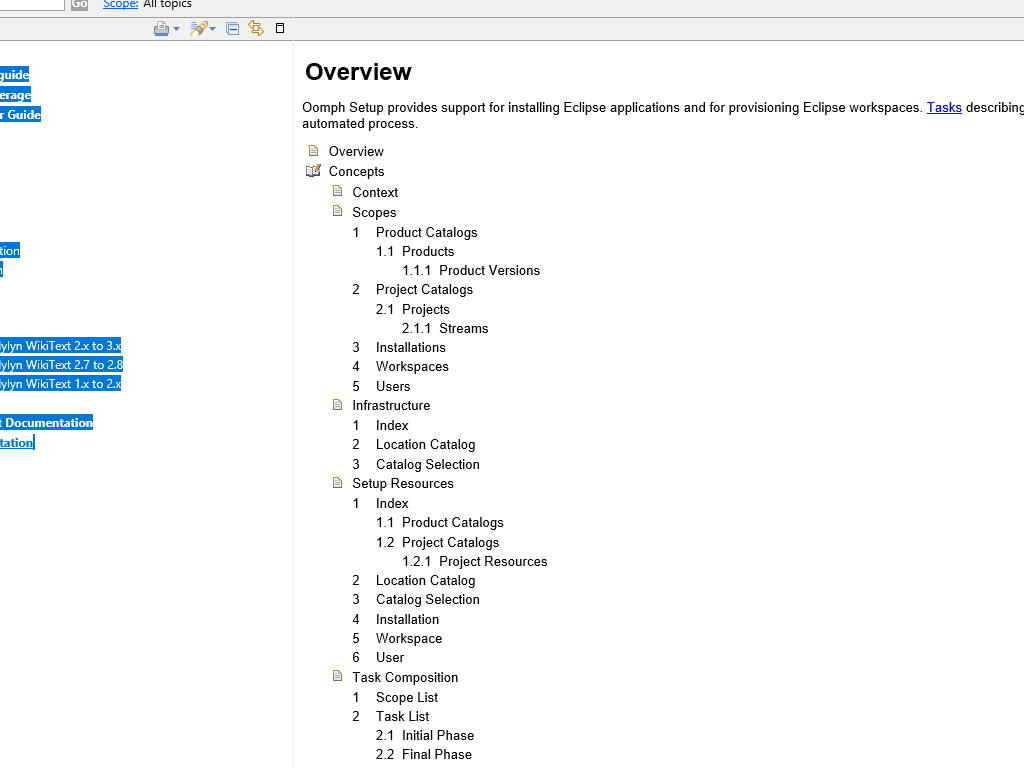 Go Scope: All topics
guide
erage
r Guide
tion
ylyn WikiText 2.x to 3.x
ylyn WikiText 2.7 to 2.8
ylyn WikiText 1.x to 2.x
t Documentation
tation
Overview
Oomph Setup provides support for installing Eclipse applications and for provisioning Eclipse workspaces. Tasks describing
automated process.
Overview
Concepts
Context
Scopes
1 Product Catalogs
1.1 Products
1.1.1 Product Versions
2 Project Catalogs
2.1 Projects
2.1.1 Streams
3 Installations
4 Workspaces
5 Users
Infrastructure
1 Index
2 Location Catalog
3 Catalog Selection
Setup Resources
1 Index
1.1 Product Catalogs
1.2 Project Catalogs
1.2.1 Project Resources
2 Location Catalog
3 Catalog Selection
4 Installation
5 Workspace
6 User
Task Composition
1 Scope List
2 Task List
2.1 Initial Phase
2.2 Final Phase